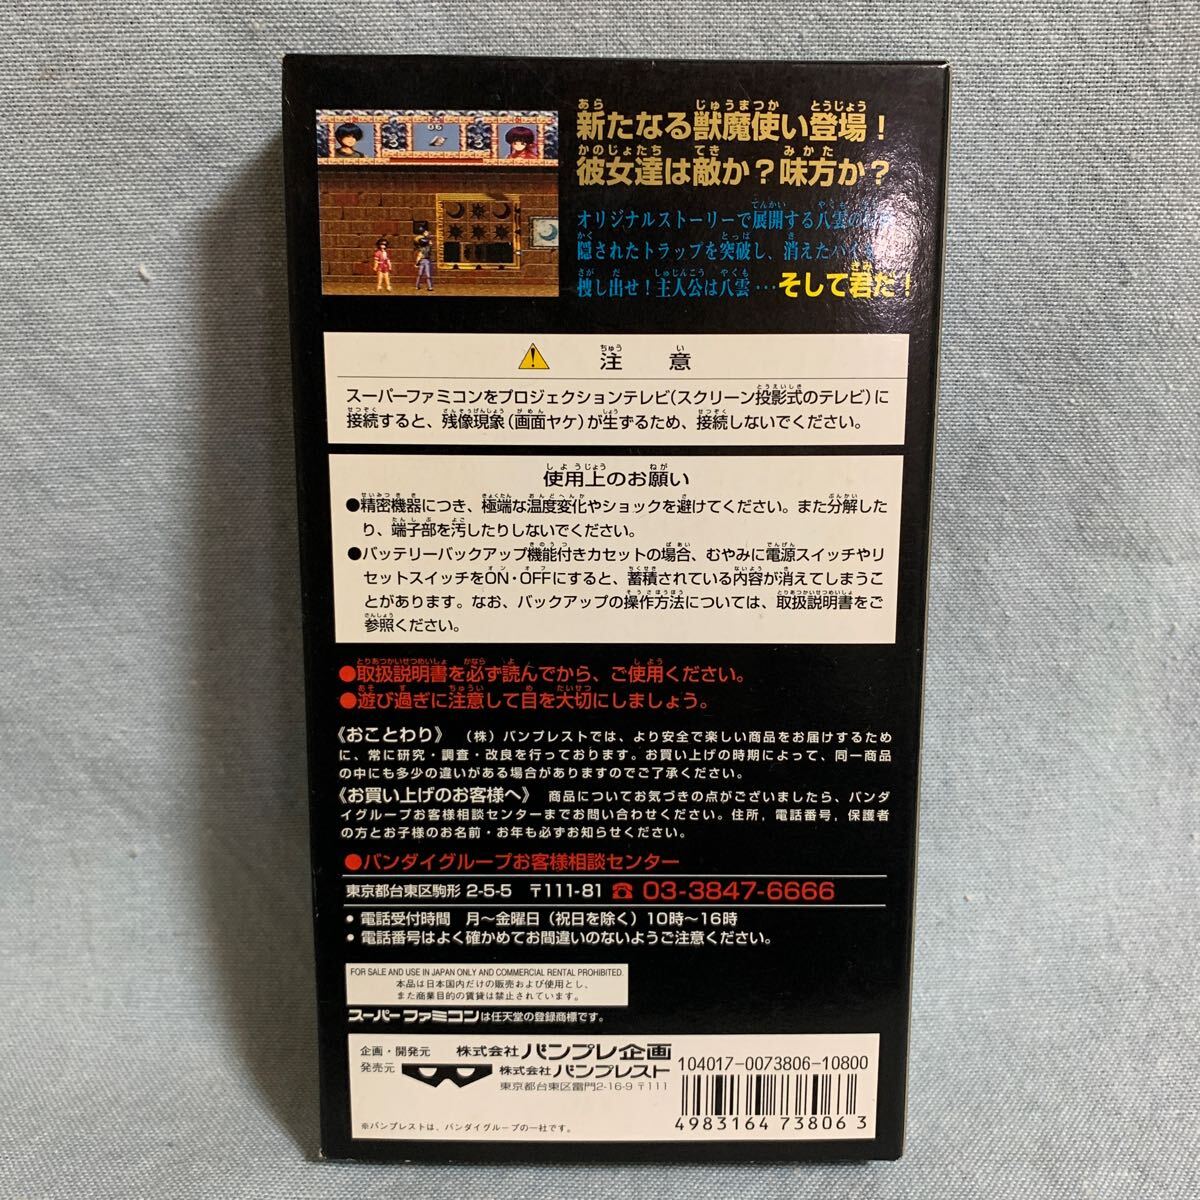 新たなる獣魔使い登場！
彼女達は敵か？味方か？
オリジナルストーリーで展開する八雲の
隠されたトラップを突破し、消えたバイ
捜し出せ！主人公は八雲…そして君だ！
06
注意
スーパーファミコンをプロジェクションテレビ（スクリーン投影式のテレビ）に
接続すると、残像現象（画面ヤケ）が生ずるため、接続しないでください。
使用上のお願い
●精密機器につき、極端な温度変化やショックを避けてください。また分解した
り、端子部を汚したりしないでください。
●バッテリーバックアップ機能付きカセットの場合、むやみに電源スイッチやリ
セットスイッチをON・OFFにすると、蓄積されている内容が消えてしまうこ
とがあります。なお、バックアップの操作方法については、取扱説明書をご
参照ください。
●取扱説明書を必ず読んでから、ご使用ください。
●遊び過ぎに注意して目を大切にしましょう。
《おことわり》（株）バンプレストでは、より安全で楽しい商品をお届けするため
に、常に研究・調査・改良を行っております。お買い上げの時期によって、同一商品
の中にも多少の違いがある場合がありますのでご了承ください。
《お買い上げのお客様へ》商品についてお気づきの点がございましたら、バンダ
イグループお客様相談センターまでお問い合わせください。住所，電話番号，保護者
の方とお子様のお名前・お年も必ずお知らせください。
●バンダイグループお客様相談センター
東京都台東区駒形 2-5-5 〒111-81 ☎ 03-3847-6666
・電話受付時間 月～金曜日（祝日を除く）10時～16時
・電話番号はよく確かめてお間違いのないようご注意ください。
FOR SALE AND USE IN JAPAN ONLY AND COMMERCIAL RENTAL PROHIBITED.
本品は日本国内だけの販売および使用とし、
また商業目的の賃貸は禁止されています。
スーパーファミコンは任天堂の登録商標です。
企画・開発元 株式会社バンプレ企画
発売元 株式会社バンプレスト
東京都台東区雷門2-16-9 〒111
※バンプレストは、バンダイグループの一社です。
104017-0073806-10800
4983164738063